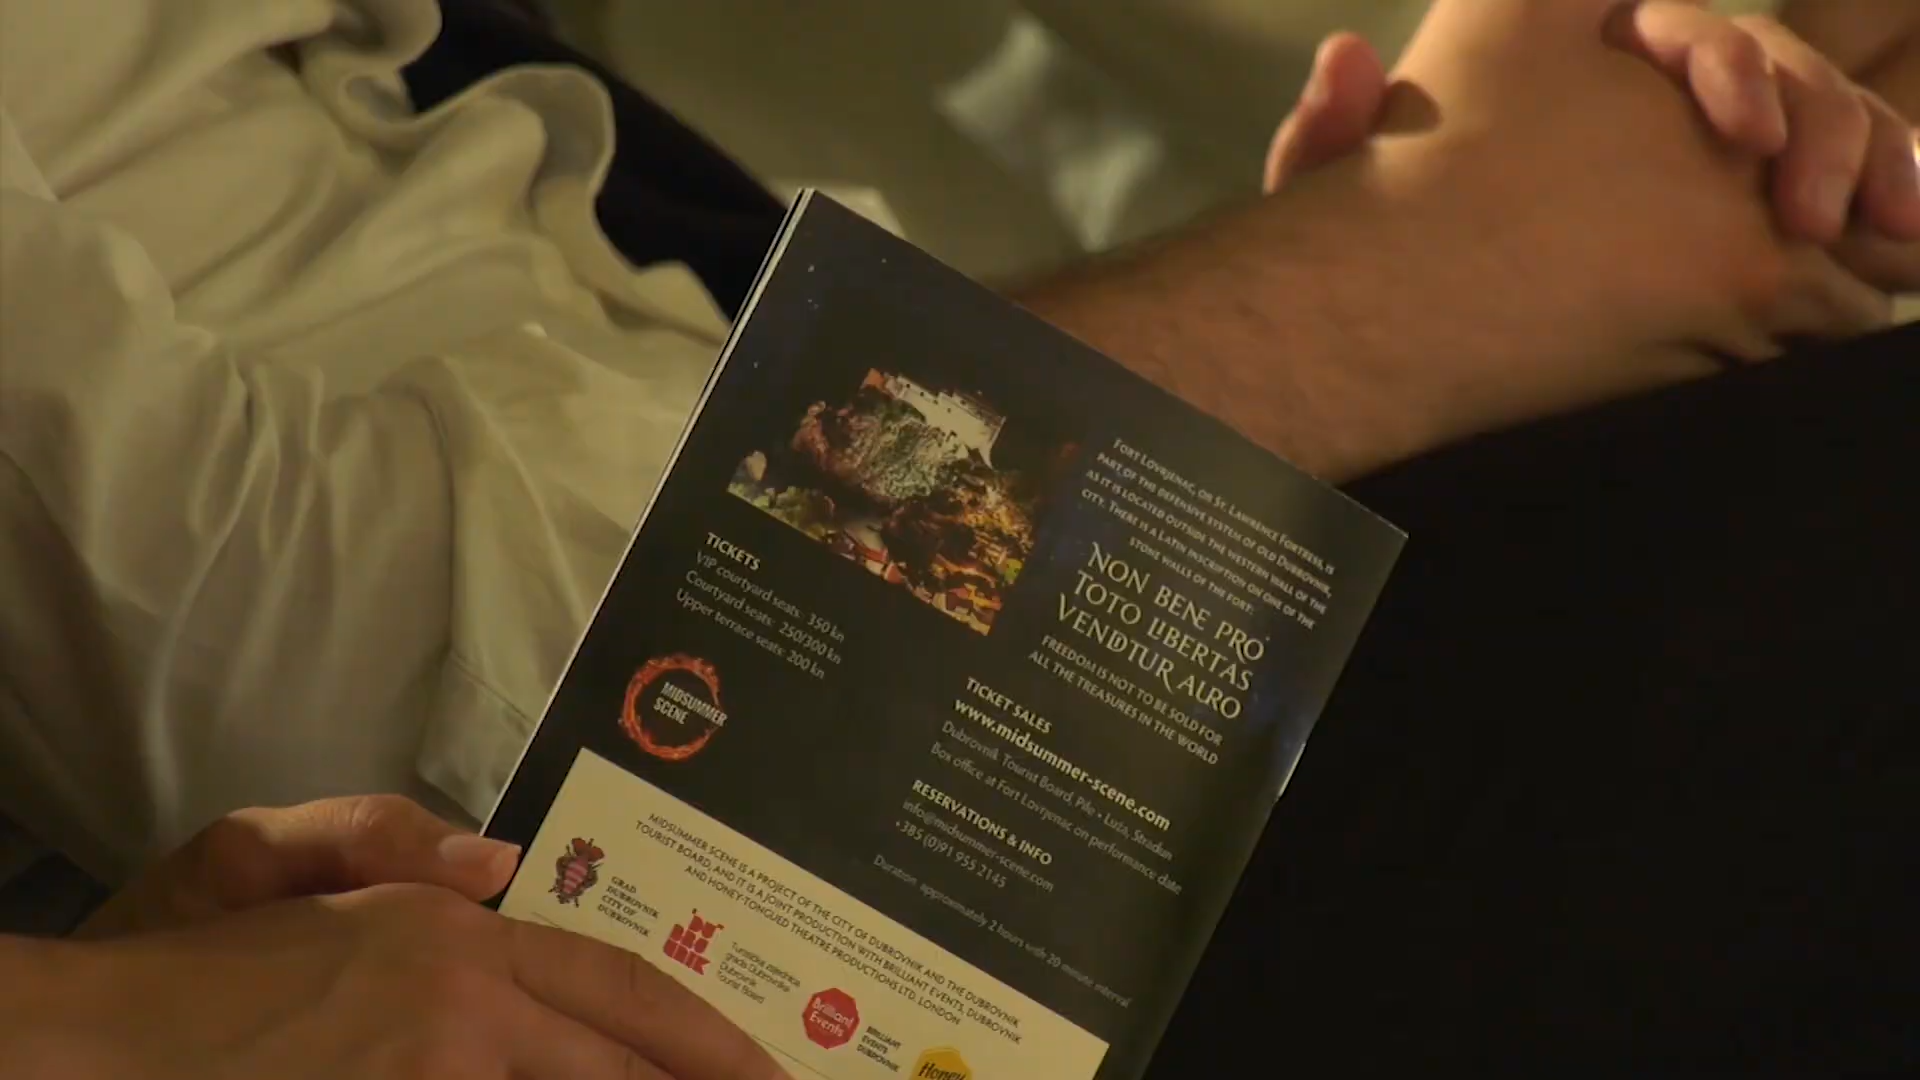 FORT LOVRJENAC, OR ST. LAWRENCE FORTRESS, IS
PART OF THE DEFENSIVE SYSTEM OF OLD DUBROVNIK,
AS IT IS LOCATED OUTSIDE THE WESTERN WALL OF THE
CITY. THERE IS A LATIN INSCRIPTION ON ONE OF THE
STONE WALLS OF THE FORT:
NON BENE PRO
TOTO LIBERTAS
VENDTUR AURO
FREEDOM IS NOT TO BE SOLD FOR
ALL THE TREASURES IN THE WORLD
TICKETS
VIP courtyard seats: 350 kn
Courtyard seats: 250/300 kn
Upper terrace seats: 200 kn
MIDSUMMER
SCENE
TICKET SALES
www.midsummer-scene.com
Dubrovnik Tourist Board, Pile • Luža, Stradun
Box office at Fort Lovrjenac on performance date
RESERVATIONS & INFO
info@midsummer-scene.com
+385 (0)91 955 2145
Duration: approximately 2 hours with 20 minute interval
MIDSUMMER SCENE IS A PROJECT OF THE CITY OF DUBROVNIK AND THE DUBROVNIK
TOURIST BOARD, AND IT IS A JOINT PRODUCTION WITH BRILLIANT EVENTS, DUBROVNIK
AND HONEY-TONGUED THEATRE PRODUCTIONS LTD, LONDON
GRAD
DUBROVNIK
CITY OF
DUBROVNIK
DU
BRO
VNIK
Turistička zajednica
grada Dubrovnika
Dubrovnik
Tourist Board
Brilliant
Events
BRILLIANT
EVENTS
DUBROVNIK
Honey